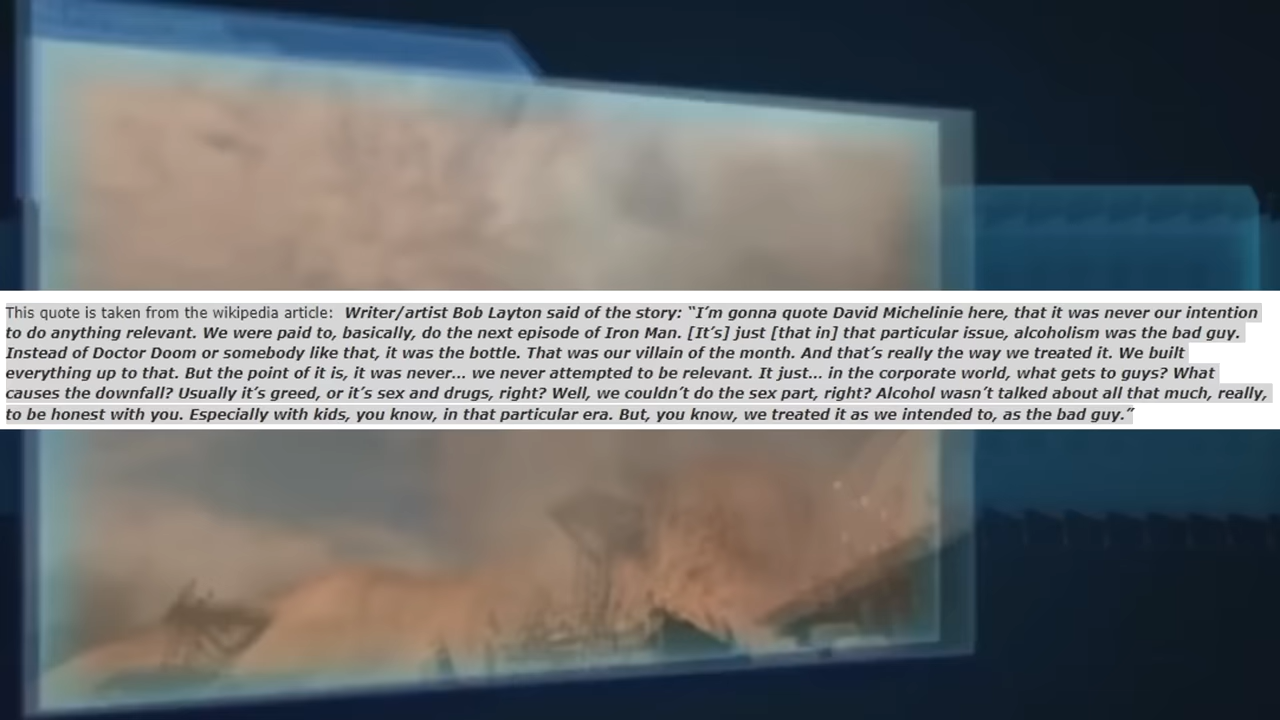 This quote is taken from the wikipedia article:  Writer/artist Bob Layton said of the story: “I’m gonna quote David Michelinie here, that it was never our intention
to do anything relevant. We were paid to, basically, do the next episode of Iron Man. [It’s] just [that in] that particular issue, alcoholism was the bad guy.
Instead of Doctor Doom or somebody like that, it was the bottle. That was our villain of the month. And that’s really the way we treated it. We built
everything up to that. But the point of it is, it was never... we never attempted to be relevant. It just... in the corporate world, what gets to guys? What
causes the downfall? Usually it’s greed, or it’s sex and drugs, right? Well, we couldn’t do the sex part, right? Alcohol wasn’t talked about all that much, really,
to be honest with you. Especially with kids, you know, in that particular era. But, you know, we treated it as we intended to, as the bad guy.”